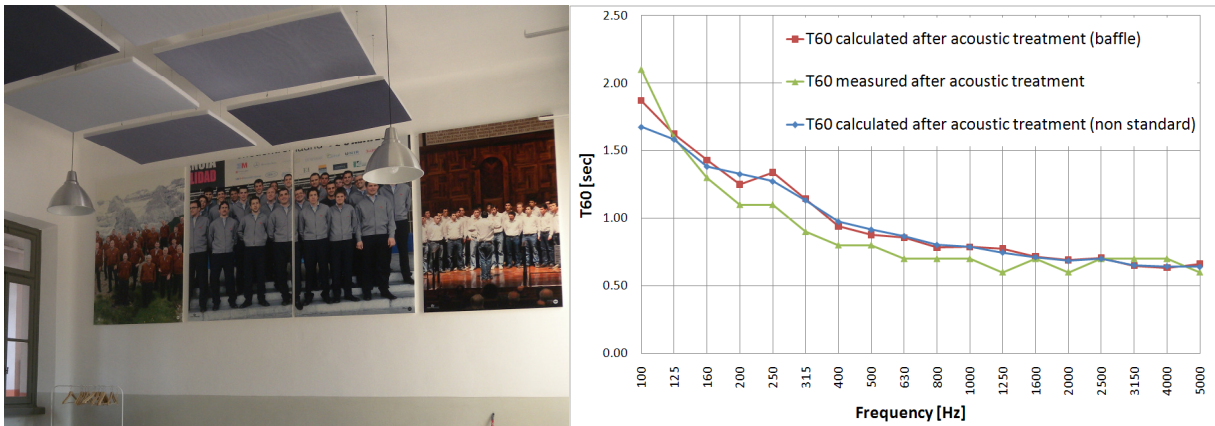 LIDAD
2.50
2.00
1.50
1.00
0.50
0.00
T60 [sec]
T60 calculated after acoustic treatment (baffle)
T60 measured after acoustic treatment
T60 calculated after acoustic treatment (non standard)
100 125 160 200 250 315 400 500 630 800 1000 1250 1600 2000 2500 3150 4000 5000
Frequency [Hz]